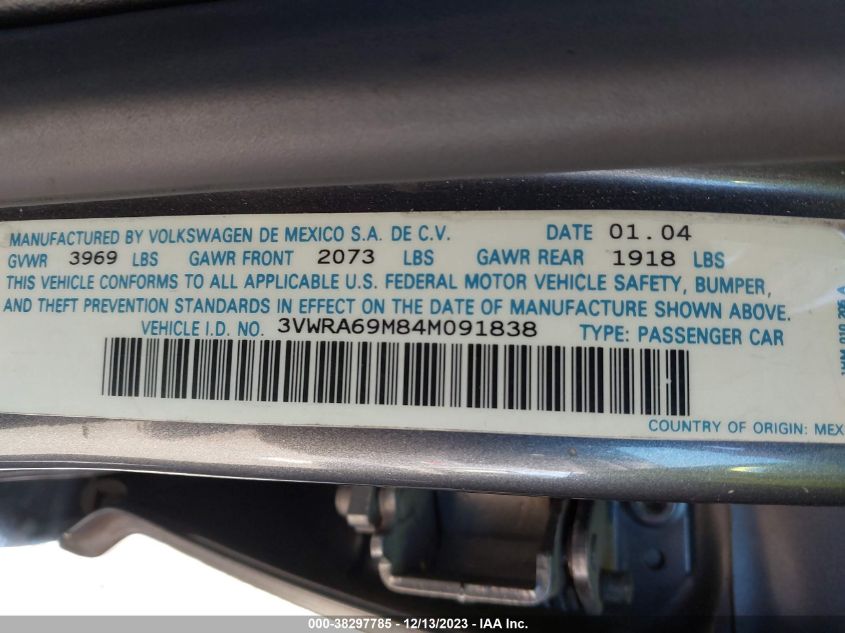 MANUFACTURED BY VOLKSWAGEN DE MEXICO S.A. DE C.V. DATE 01.04
GVWR 3969 LBS GAWR FRONT 2073 LBS GAWR REAR 1918 LBS
THIS VEHICLE CONFORMS TO ALL APPLICABLE U.S. FEDERAL MOTOR VEHICLE SAFETY, BUMPER,
AND THEFT PREVENTION STANDARDS IN EFFECT ON THE DATE OF MANUFACTURE SHOWN ABOVE.
VEHICLE I.D. NO. 3VWRA69M84M091838 TYPE: PASSENGER CAR
COUNTRY OF ORIGIN: MEX
000-38297785 - 12/13/2023 - IAA Inc.